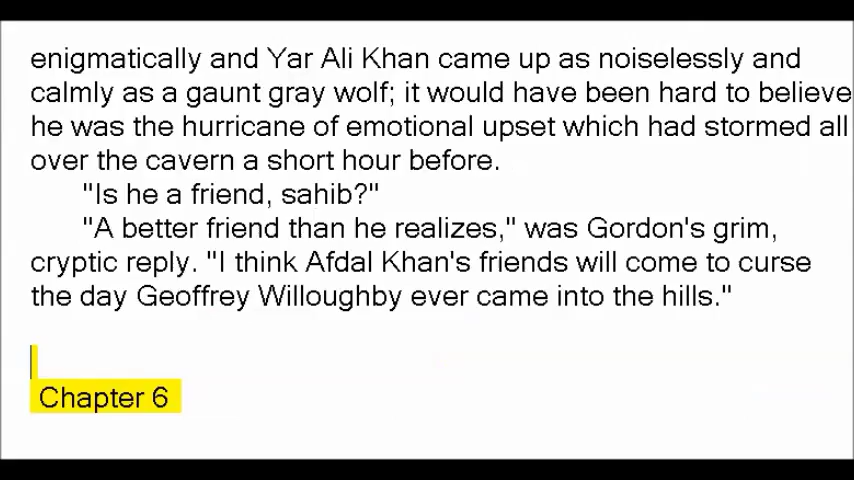 enigmatically and Yar Ali Khan came up as noiselessly and
calmly as a gaunt gray wolf; it would have been hard to believe
he was the hurricane of emotional upset which had stormed all
over the cavern a short hour before.
"Is he a friend, sahib?"
"A better friend than he realizes," was Gordon's grim,
cryptic reply. "I think Afdal Khan's friends will come to curse
the day Geoffrey Willoughby ever came into the hills."
Chapter 6